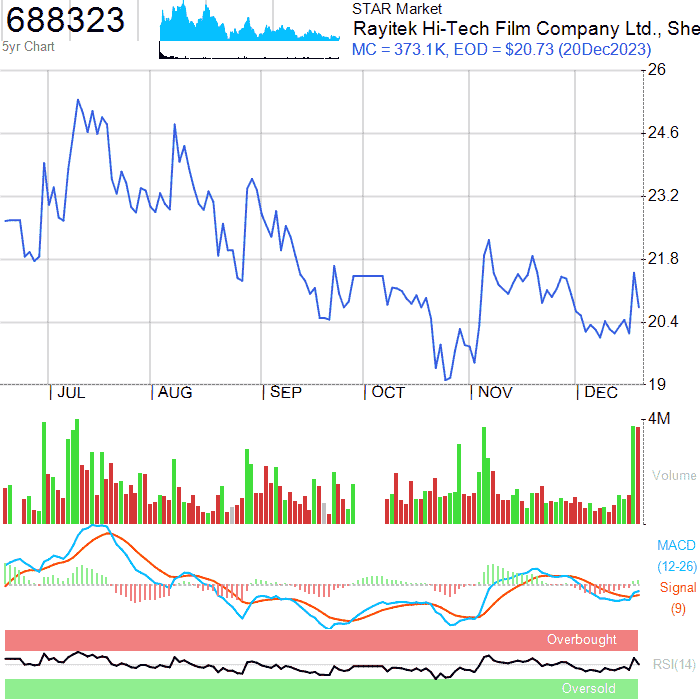 688323
5yr Chart
STAR Market
Rayitek Hi-Tech Film Company Ltd., She
MC = 373.1K, EOD = $20.73 (20Dec2023)
26
24.6
23.2
21.8
20.4
19
JUL AUG SEP OCT NOV DEC
4M
Volume
MACD
(12-26)
Signal
(9)
Overbought
RSI(14)
Oversold